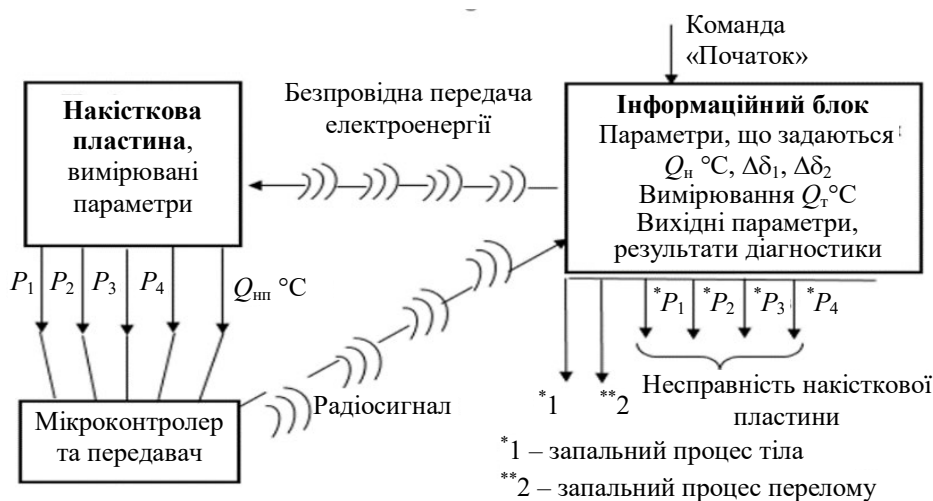 Команда
«Початок»
Накісткова
пластина,
вимірювані
параметри
Безпровідна передача
електроенергії
Інформаційний блок
Параметри, що задаються
Qн °C, Δδ1, Δδ2
Вимірювання Qт°C
Вихідні параметри,
результати діагностики
P1 P2 P3 P4 Qнп °C
*P1 *P2 *P3 *P4
Мікроконтролер
та передавач
Радіосигнал
*1 **2
Несправність накісткової
пластини
*1 – запальний процес тіла
**2 – запальний процес перелому